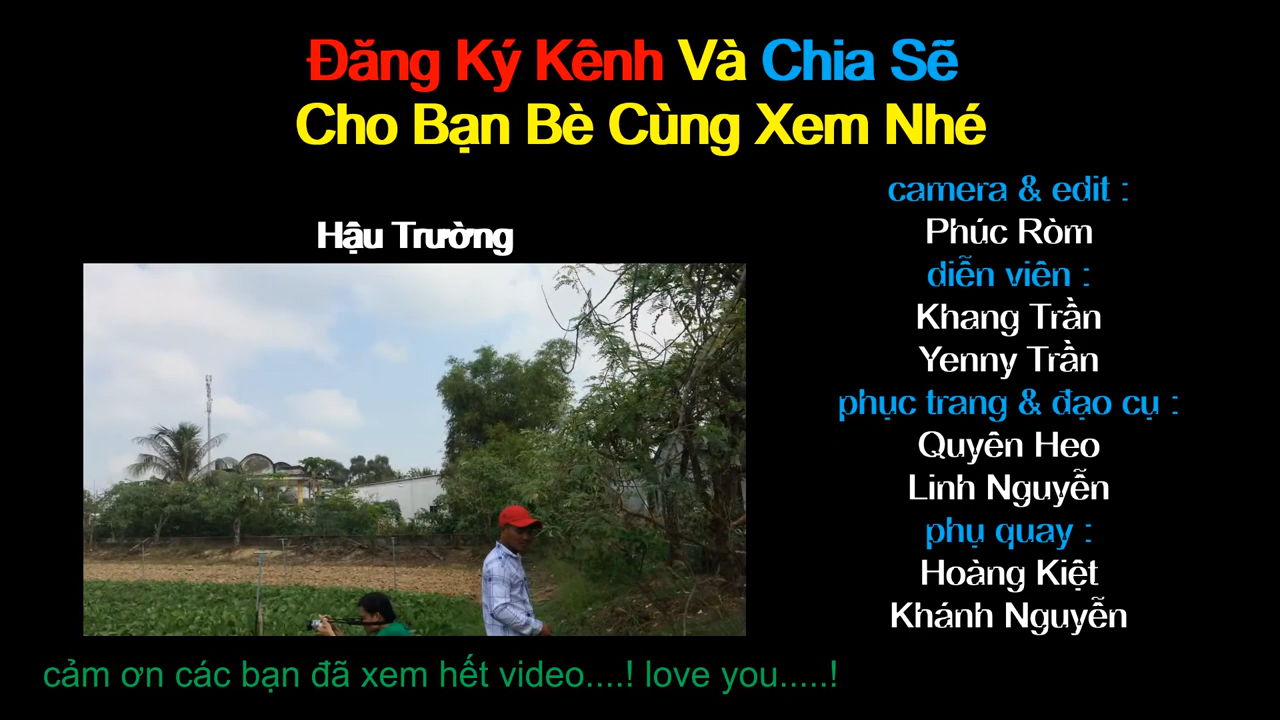 Đăng Ký Kênh Và Chia Sẽ
Cho Bạn Bè Cùng Xem Nhé
Hậu Trường
camera & edit :
Phúc Ròm
diễn viên :
Khang Trần
Yenny Trần
phục trang & đạo cụ :
Quyên Heo
Linh Nguyễn
phụ quay :
Hoàng Kiệt
Khánh Nguyễn
cảm ơn các bạn đã xem hết video....! love you.....!